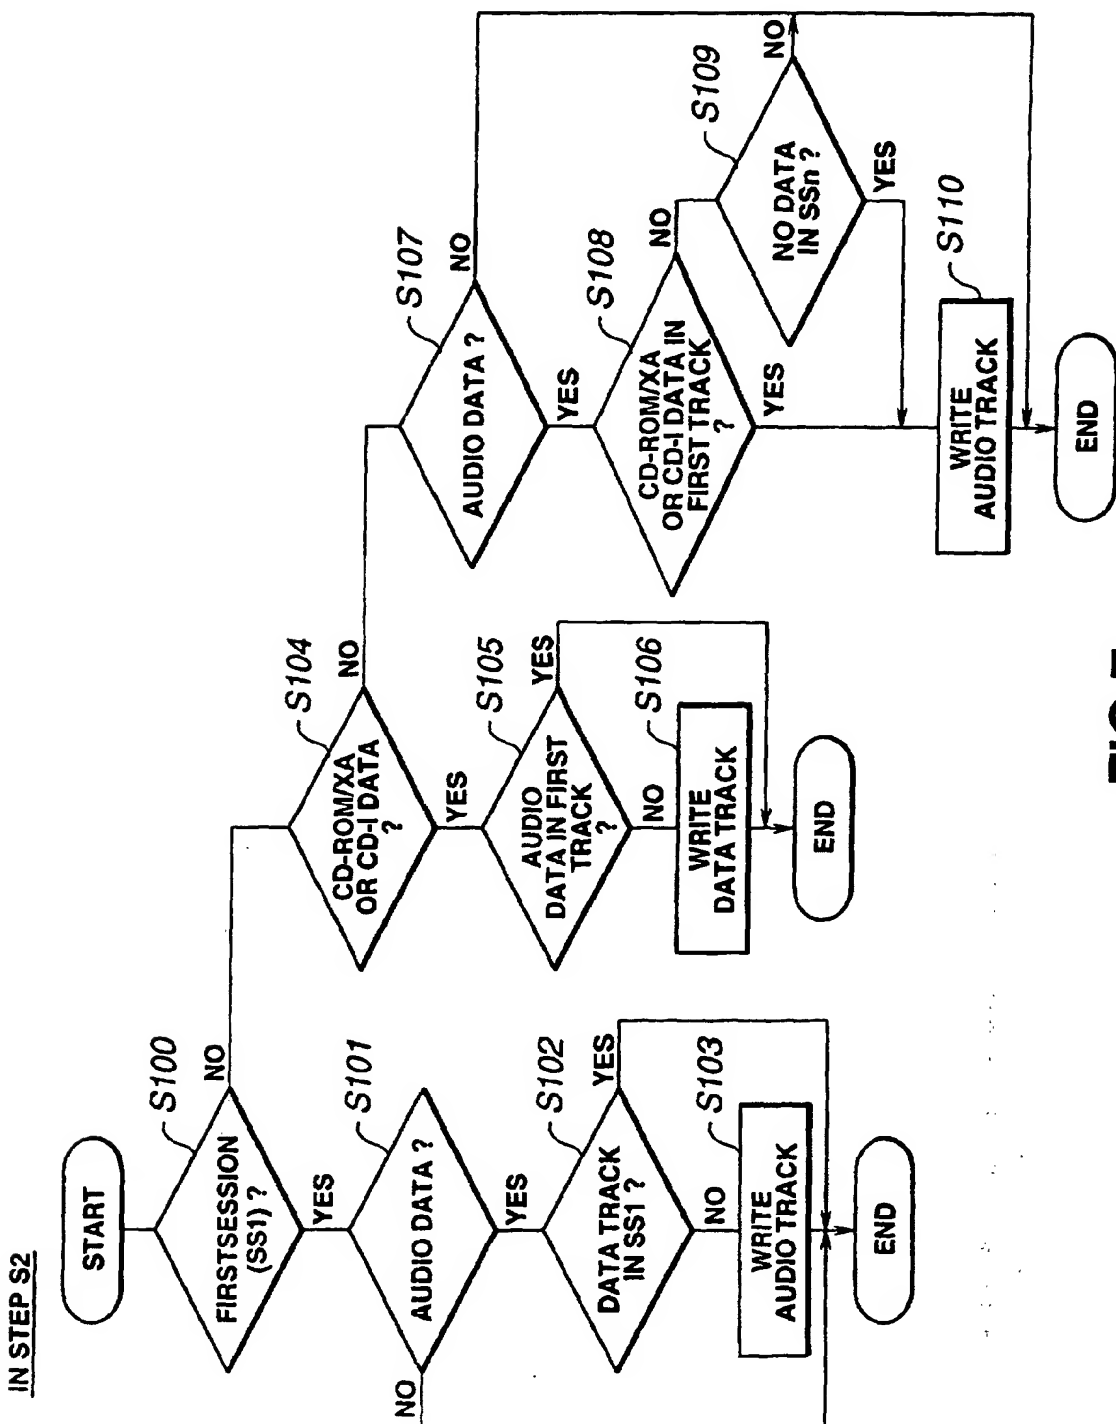 IN STEP S2
START
S100
FIRSTSESSION
(SS1) ?
NO
YES
S101
AUDIO DATA ?
NO
YES
S102
DATA TRACK
IN SS1 ?
YES
NO
S103
WRITE
AUDIO TRACK
END
S104
CD-ROM/XA
OR CD-I DATA
?
NO
YES
S105
AUDIO
DATA IN FIRST
TRACK
?
YES
NO
S106
WRITE
DATA TRACK
END
S107
AUDIO DATA ?
NO
YES
S108
CD-ROM/XA
OR CD-I DATA IN
FIRST TRACK
?
NO
YES
S109
NO DATA
IN SSn ?
NO
YES
S110
WRITE
AUDIO TRACK
END